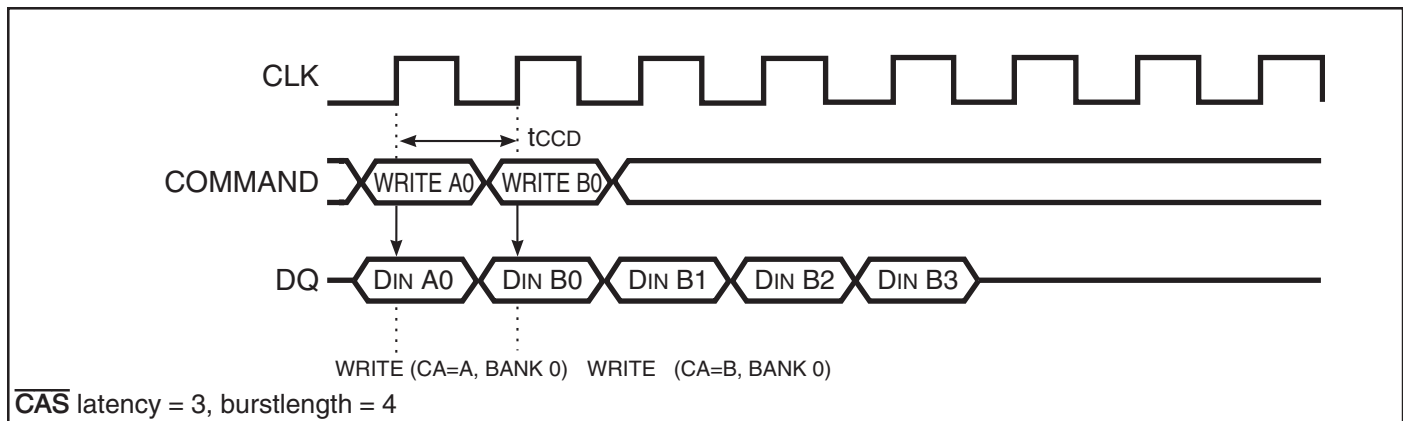 CLK
tCCD
COMMAND WRITE A0 WRITE B0
DQ DIN A0 DIN B0 DIN B1 DIN B2 DIN B3
WRITE (CA=A, BANK 0) WRITE (CA=B, BANK 0)
CAS latency = 3, burstlength = 4